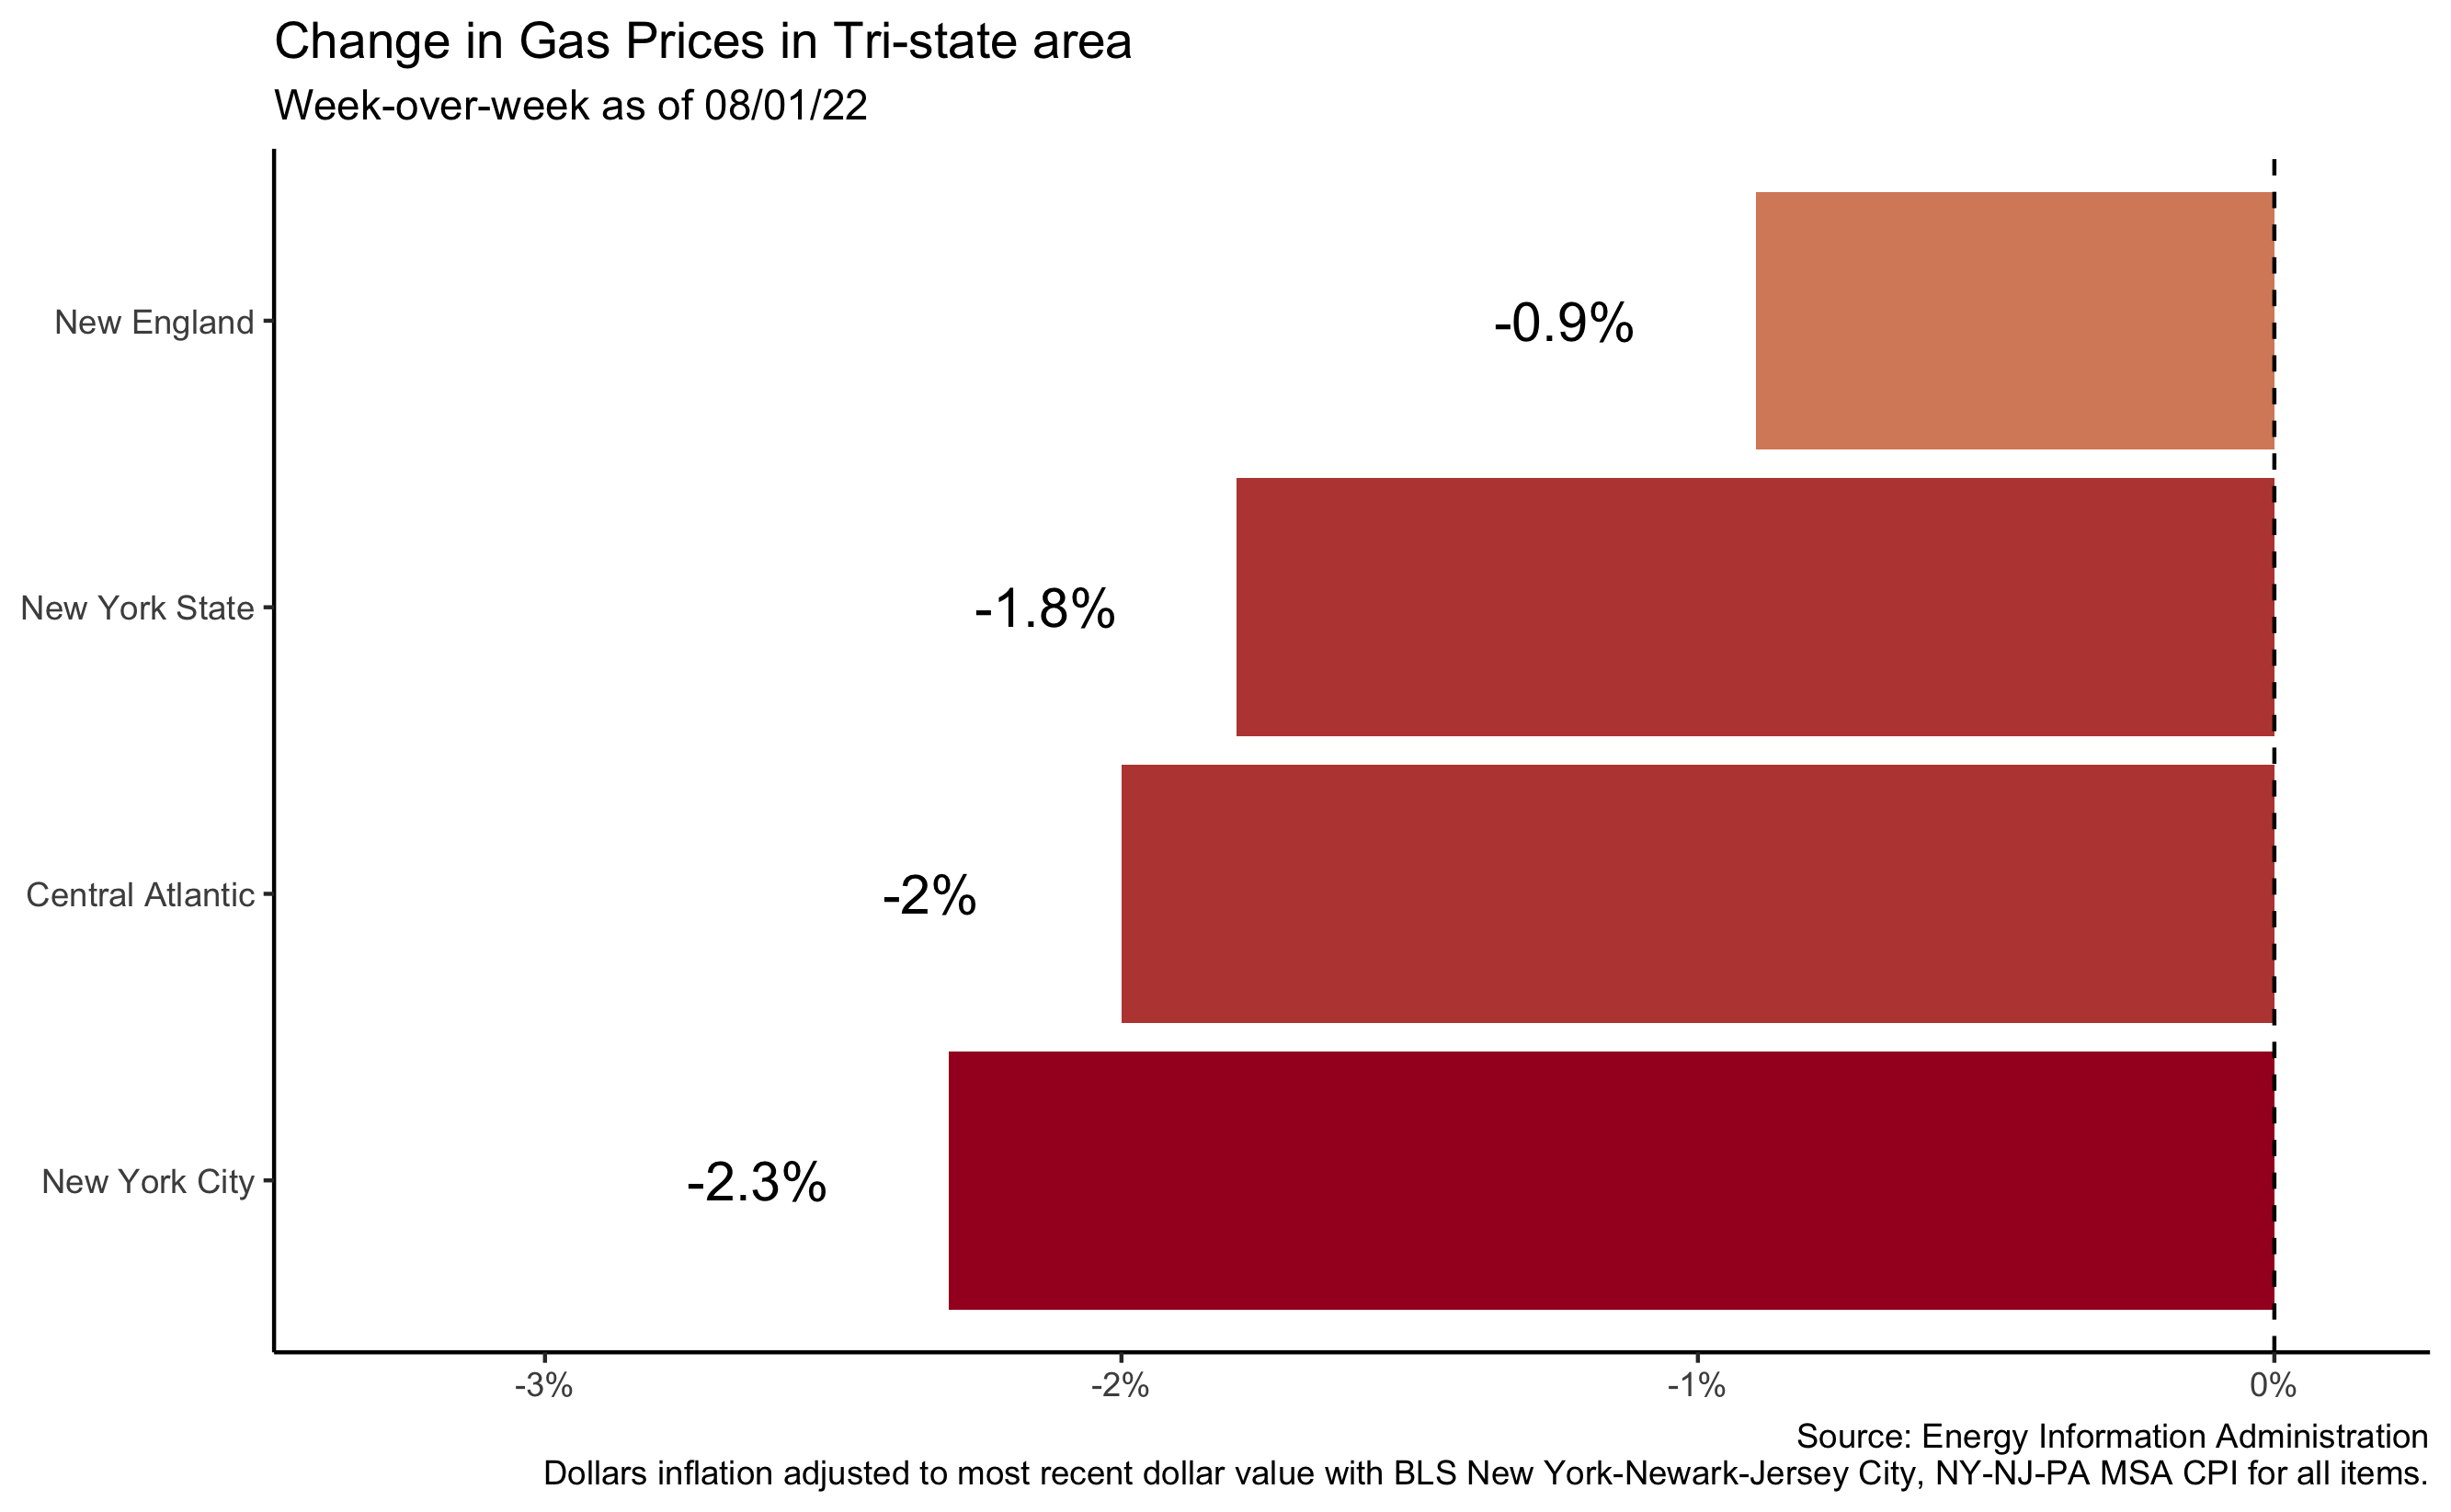 Change in Gas Prices in Tri-state area
Week-over-week as of 08/01/22
New England
-0.9%
New York State
-1.8%
Central Atlantic
-2%
New York City
-2.3%
-3%
-2%
-1%
0%
Source: Energy Information Administration
Dollars inflation adjusted to most recent dollar value with BLS New York-Newark-Jersey City, NY-NJ-PA MSA CPI for all items.